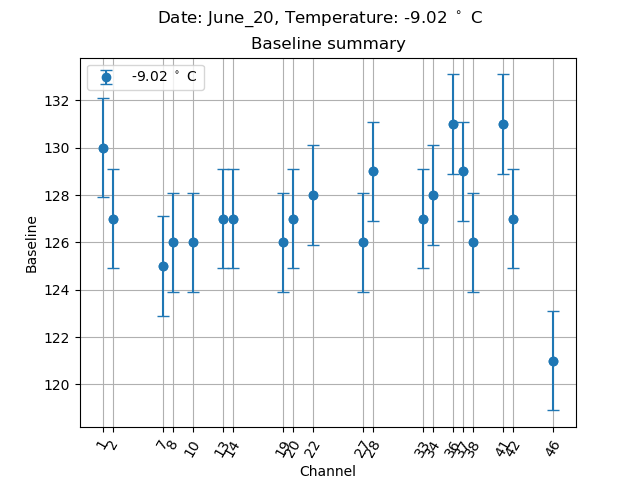 Date: June_20, Temperature: -9.02 ° C
Baseline summary
-9.02 ° C
132
130
128
126
124
122
120
Baseline
1 2 7 8 10 13 14 19 20 22 27 28 33 34 36 37 38 41 42 46
Channel